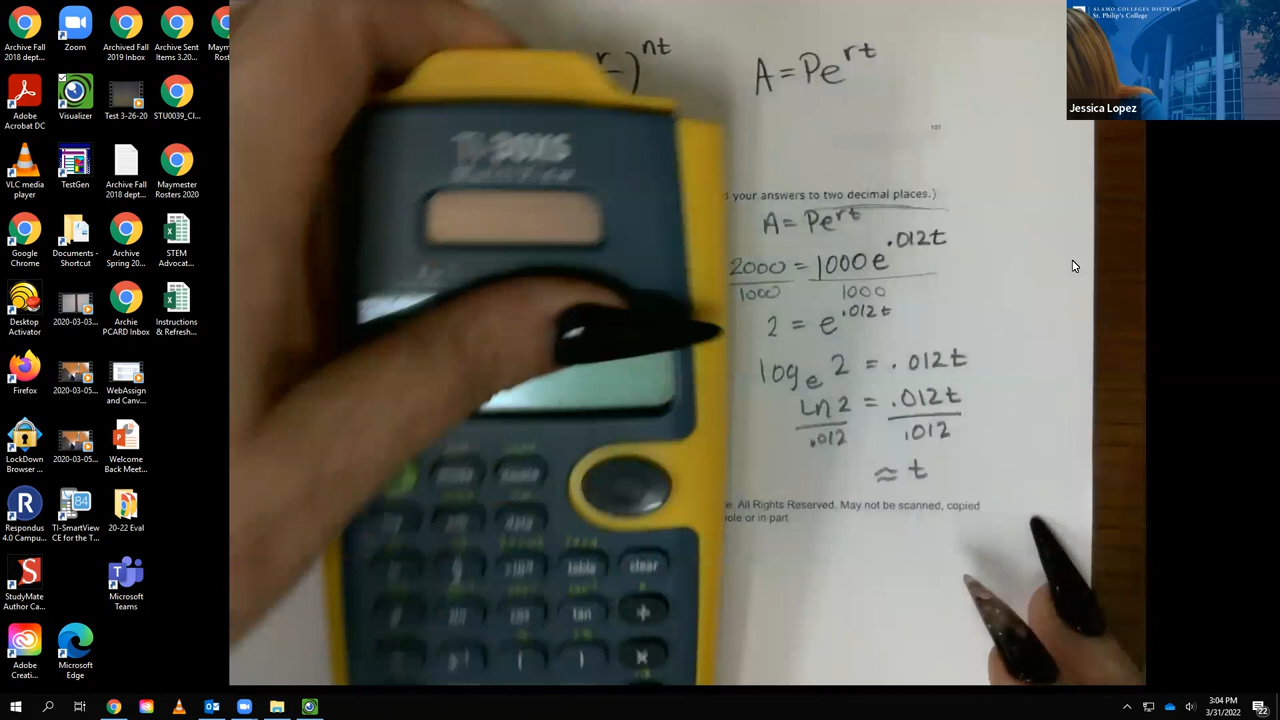 Archive Fall 2018 dept...
Zoom
Archived Fall 2019 Inbox
Archive Sent Items 3.20...
Maym
Roste
Adobe Acrobat DC
Visualizer
Test 3-26-20
STU0039_Cl...
VLC media player
TestGen
Archive Fall 2018 dept...
Maymester Rosters 2020
Google Chrome
Documents - Shortcut
Archive Spring 20...
STEM Advocat...
Desktop Activator
2020-03-03...
Archie PCARD Inbox
Instructions & Refresh...
Firefox
2020-03-05...
WebAssign and Canv...
LockDown Browser ...
2020-03-05...
Welcome Back Meet...
Respondus 4.0 Campu...
TI-SmartView CE for the T...
20-22 Eval
StudyMate Author Ca...
Microsoft Teams
Adobe Creati...
Microsoft Edge
ALAMO COLLEGES DISTRICT
St. Philip's College
Jessica Lopez
r
) nt
A = Pe^rt
your answers to two decimal places.)
A = Pe^rt
2000 = 1000 e^.012t
1000 1000
2 = e^.012t
log_e 2 = .012t
Ln 2 = .012t
.012 .012
≈ t
All Rights Reserved. May not be scanned, copied
or in part
table
clear
tan
+
(
)
3:04 PM
3/31/2022
22